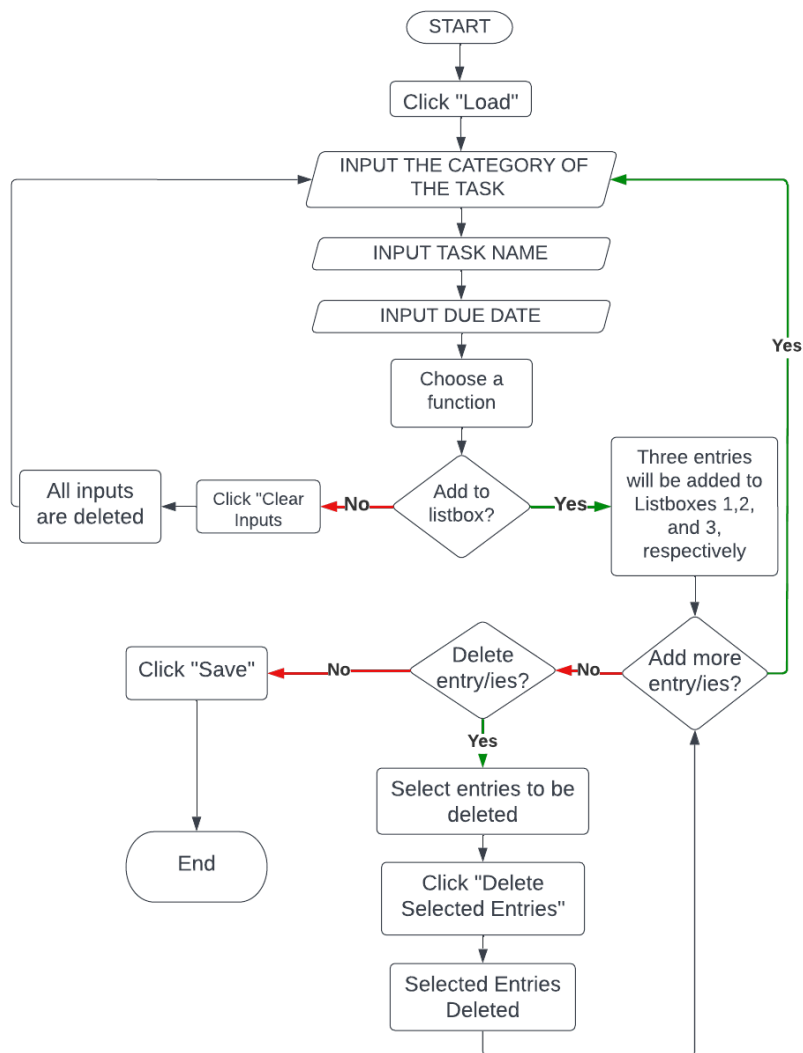 START
Click "Load"
INPUT THE CATEGORY OF
THE TASK
INPUT TASK NAME
INPUT DUE DATE
Yes
Choose a
function
Three entries
will be added to
Listboxes 1,2,
and 3,
respectively
All inputs
are deleted
Click "Clear
Inputs
No
Add to
listbox?
Yes
Click "Save"
No
Delete
entry/ies?
No
Add more
entry/ies?
Yes
Select entries to be
deleted
End
Click "Delete
Selected Entries"
Selected Entries
Deleted